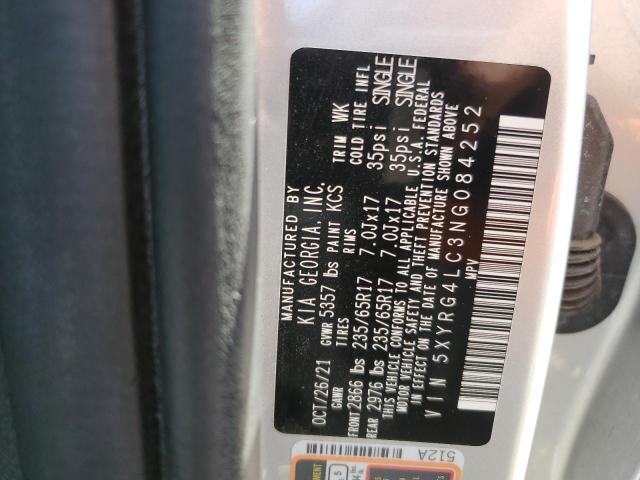 MANUFACTURED BY
KIA GEORGIA, INC.
OCT/26/21 GVWR 5357 lbs PAINT KCS TRIM WK
GAWR TIRES RIMS COLD TIRE INFL
FRONT 2866 lbs 235/65R17 7.0Jx17 35psi SINGLE
REAR 2976 lbs 235/65R17 7.0Jx17 35psi SINGLE
THIS VEHICLE CONFORMS TO ALL APPLICABLE U.S.A. FEDERAL
MOTOR VEHICLE SAFETY AND THEFT PREVENTION STANDARDS
IN EFFECT ON THE DATE OF MANUFACTURE SHOWN ABOVE
VIN 5XYRG4LC3NG084252
MPV
512A